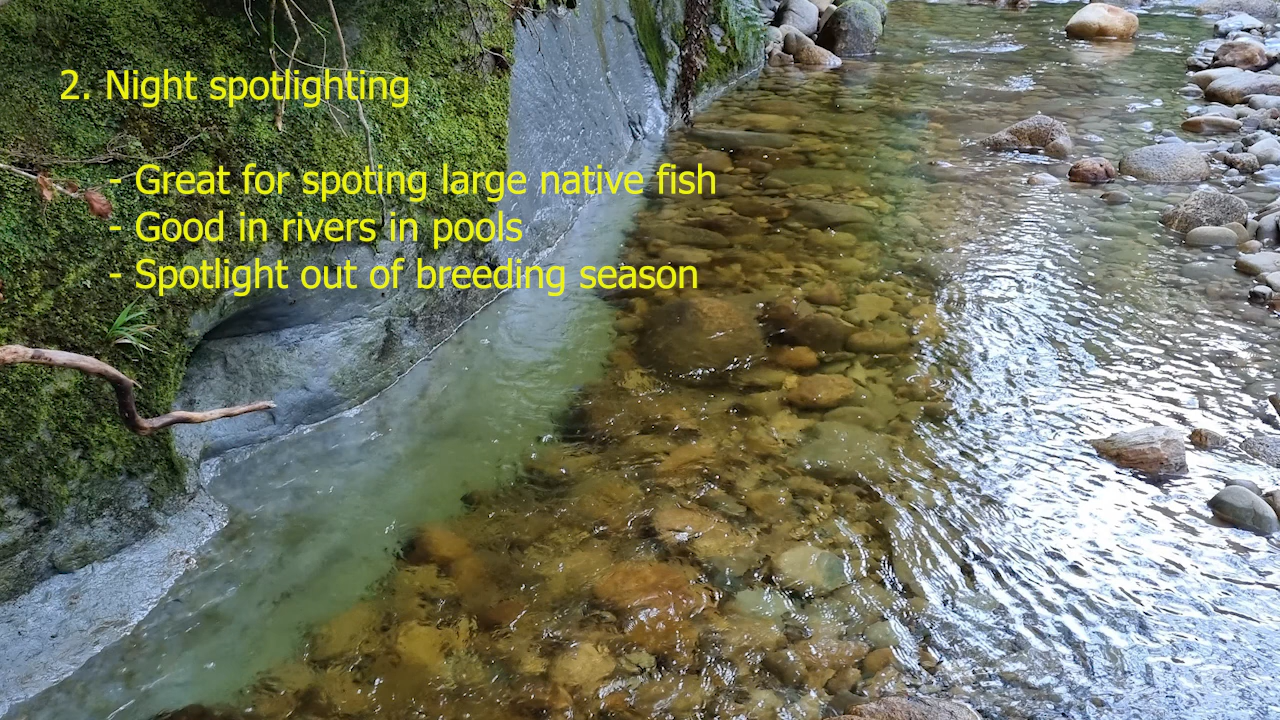 2. Night spotlighting
- Great for spoting large native fish
- Good in rivers in pools
- Spotlight out of breeding season